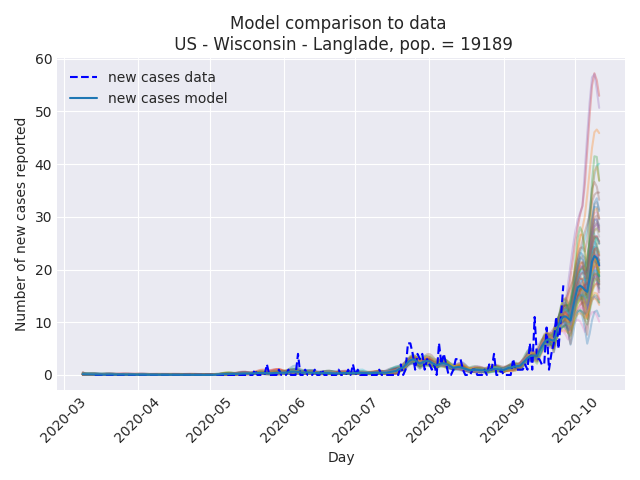 Model comparison to data
US - Wisconsin - Langlade, pop. = 19189
new cases data
new cases model
Number of new cases reported
60
50
40
30
20
10
0
2020-03
2020-04
2020-05
2020-06
2020-07
2020-08
2020-09
2020-10
Day